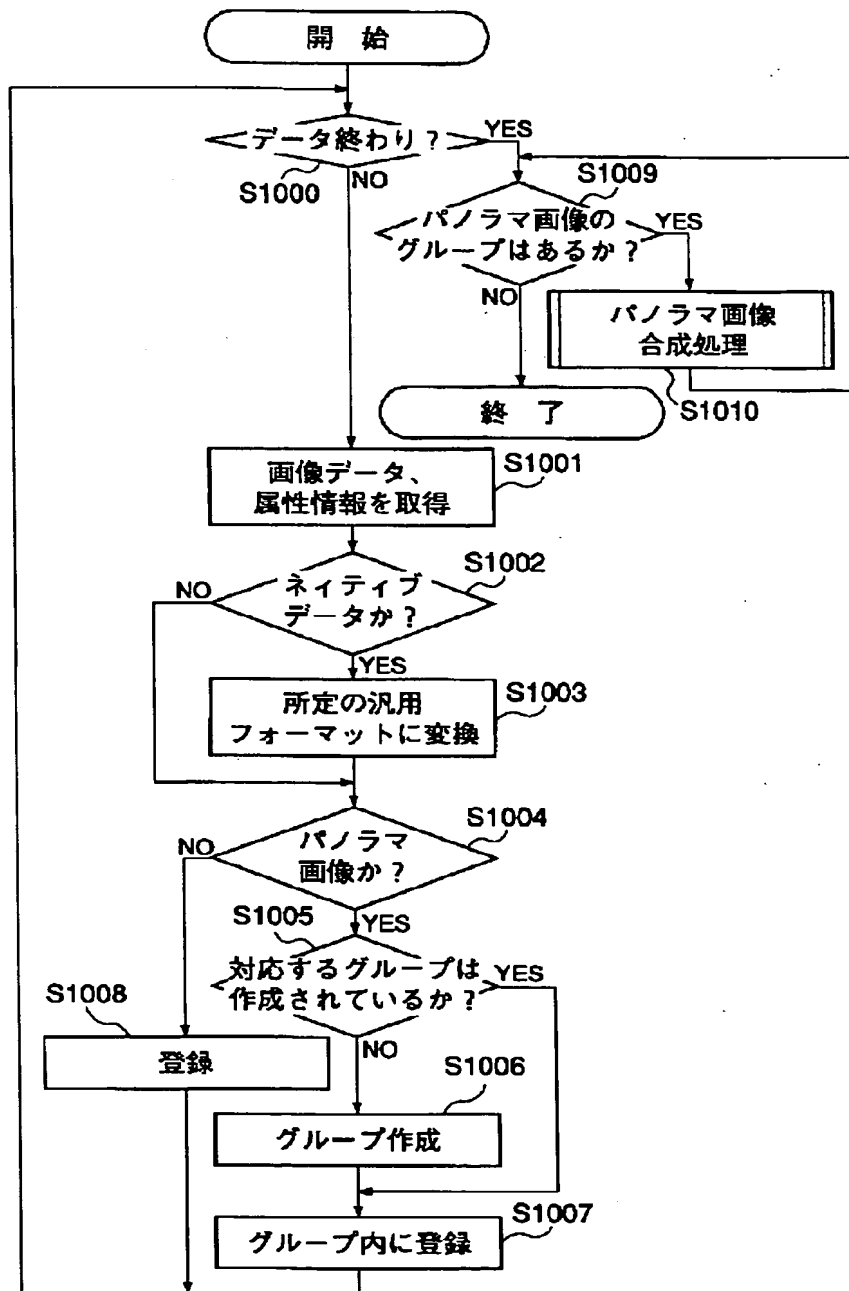 開 始
データ終わり？
YES
S1000
NO
S1009
パノラマ画像の
グループはあるか？
YES
NO
パノラマ画像
合成処理
S1010
終 了
画像データ、
属性情報を取得
S1001
ネイティブ
データか？
S1002
NO
YES
所定の汎用
フォーマットに変換
S1003
パノラマ
画像か？
S1004
NO
YES
S1005
対応するグループは
作成されているか？
YES
NO
S1008
登録
S1006
グループ作成
S1007
グループ内に登録